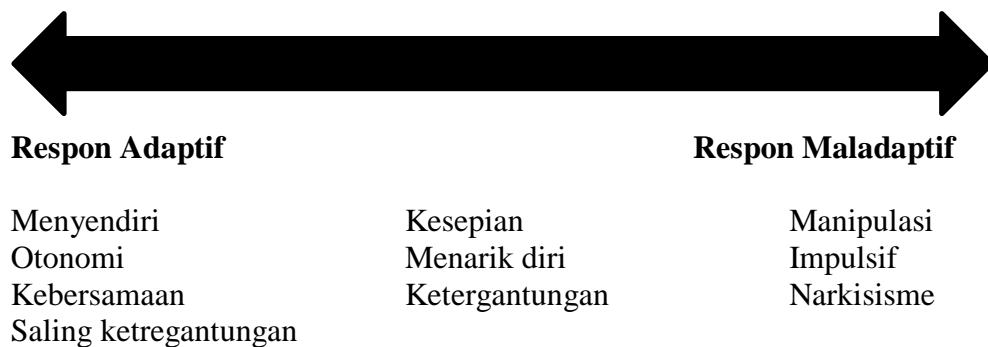 Respon Adaptif Respon Maladaptif
Menyendiri Kesepian Manipulasi
Otonomi Menarik diri Impulsif
Kebersamaan Ketergantungan Narkisisme
Saling ketregantungan